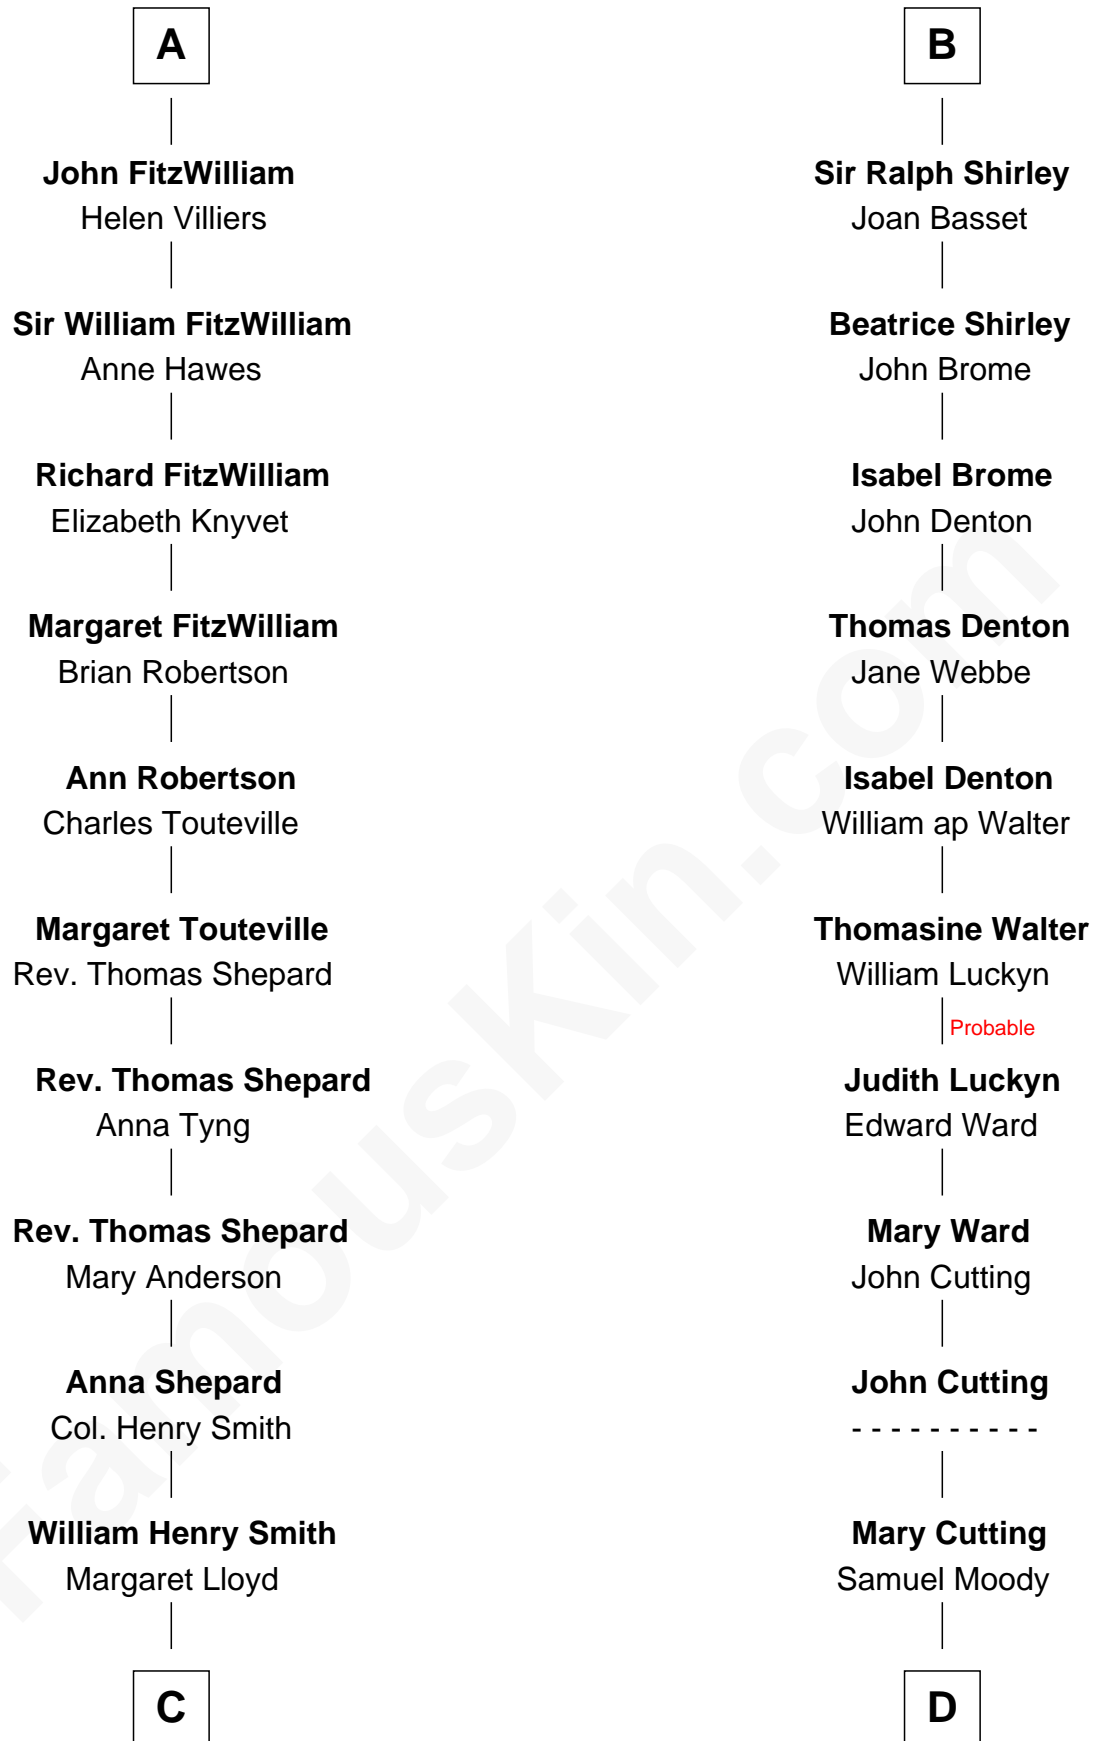 A
John FitzWilliam
Helen Villiers
Sir William FitzWilliam
Anne Hawes
Richard FitzWilliam
Elizabeth Knyvet
Margaret FitzWilliam
Brian Robertson
Ann Robertson
Charles Touteville
Margaret Touteville
Rev. Thomas Shepard
Rev. Thomas Shepard
Anna Tyng
Rev. Thomas Shepard
Mary Anderson
Anna Shepard
Col. Henry Smith
William Henry Smith
Margaret Lloyd
C
B
Sir Ralph Shirley
Joan Basset
Beatrice Shirley
John Brome
Isabel Brome
John Denton
Thomas Denton
Jane Webbe
Isabel Denton
William ap Walter
Thomasine Walter
William Luckyn
Probable
Judith Luckyn
Edward Ward
Mary Ward
John Cutting
John Cutting
- - - - - - - - - -
Mary Cutting
Samuel Moody
D
FamousKin.com